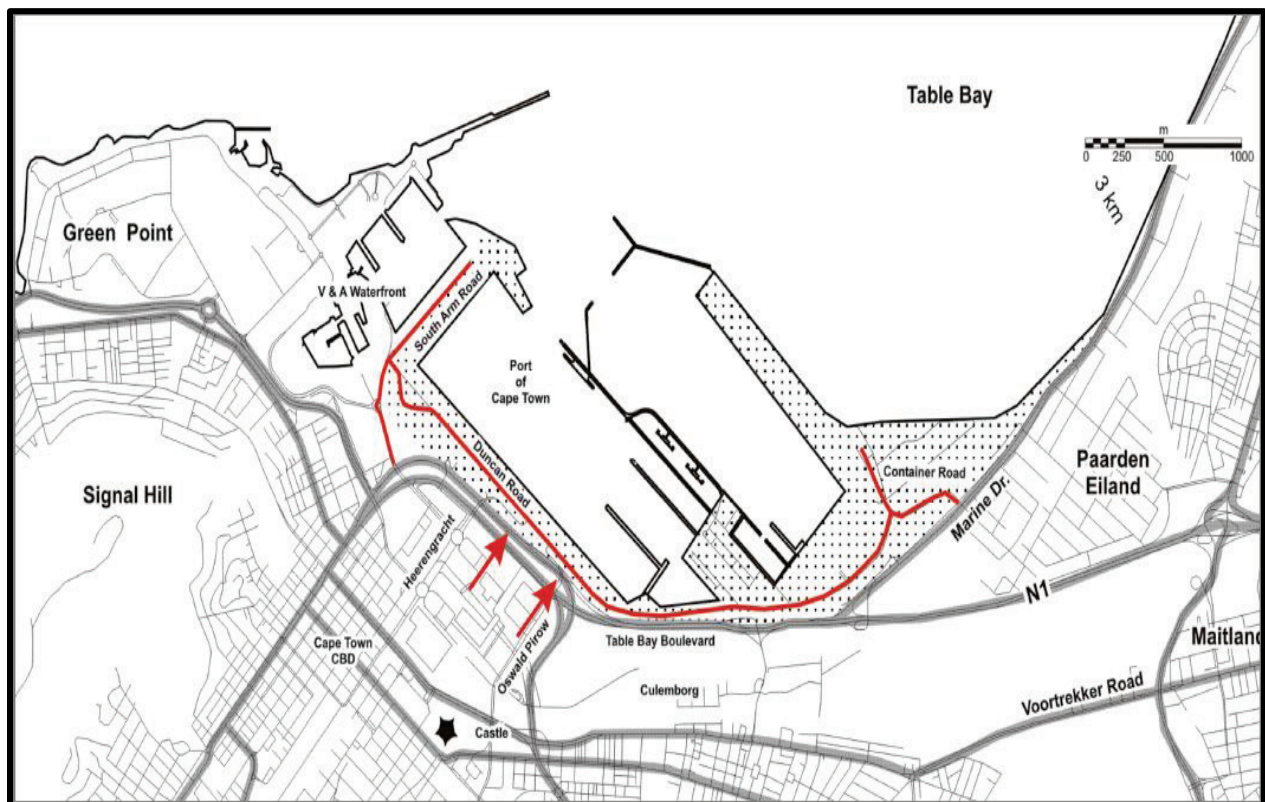 Table Bay
m
0 250 500 1000
3 km
Green Point
V & A Waterfront
South Arm Road
Port
of
Cape Town
Duncan Road
Container Road
Paarden
Eiland
Marine Dr.
Signal Hill
Heerengracht
N1
Oswald Pirow
Table Bay Boulevard
Maitland
Cape Town
CBD
Culemborg
Voortrekker Road
Castle